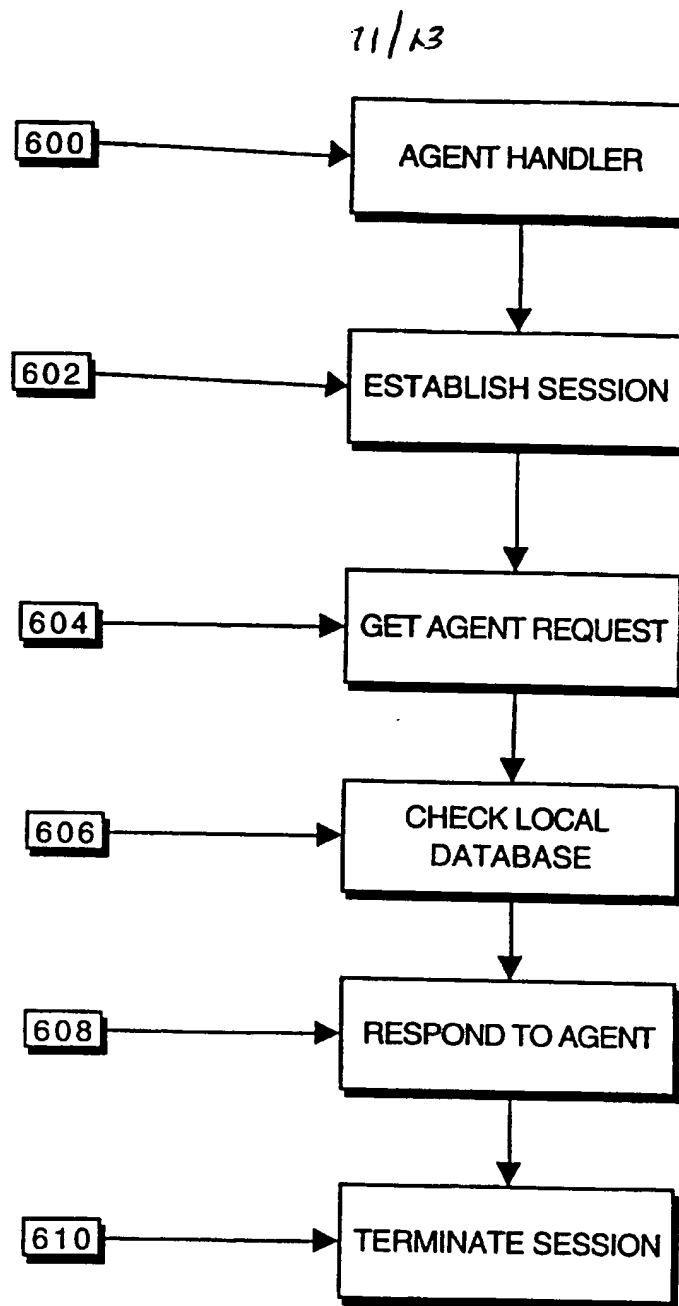 11/13
600
AGENT HANDLER
602
ESTABLISH SESSION
604
GET AGENT REQUEST
606
CHECK LOCAL
DATABASE
608
RESPOND TO AGENT
610
TERMINATE SESSION